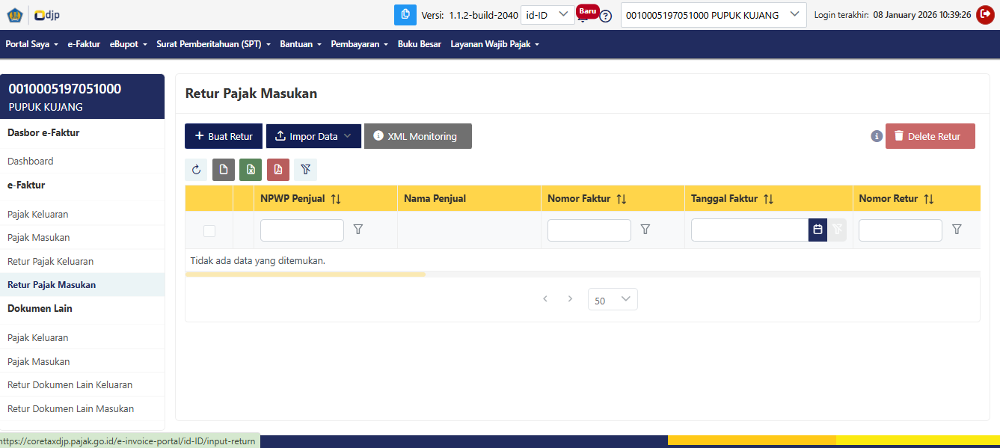 djp
Versi: 1.1.2-build-2040
id-ID
Baru
0010005197051000 PUPUK KUJANG
Login terakhir: 08 January 2026 10:39:26
Portal Saya
e-Faktur
eBupot
Surat Pemberitahuan (SPT)
Bantuan
Pembayaran
Buku Besar
Layanan Wajib Pajak
0010005197051000
PUPUK KUJANG
Dasbor e-Faktur
Dashboard
e-Faktur
Pajak Keluaran
Pajak Masukan
Retur Pajak Keluaran
Retur Pajak Masukan
Dokumen Lain
Pajak Keluaran
Pajak Masukan
Retur Dokumen Lain Keluaran
Retur Dokumen Lain Masukan
Retur Pajak Masukan
+ Buat Retur
Impor Data
XML Monitoring
Delete Retur
NPWP Penjual
Nama Penjual
Nomor Faktur
Tanggal Faktur
Nomor Retur
Tidak ada data yang ditemukan.
50
https://coretaxdjp.pajak.go.id/e-invoice-portal/id-ID/input-return